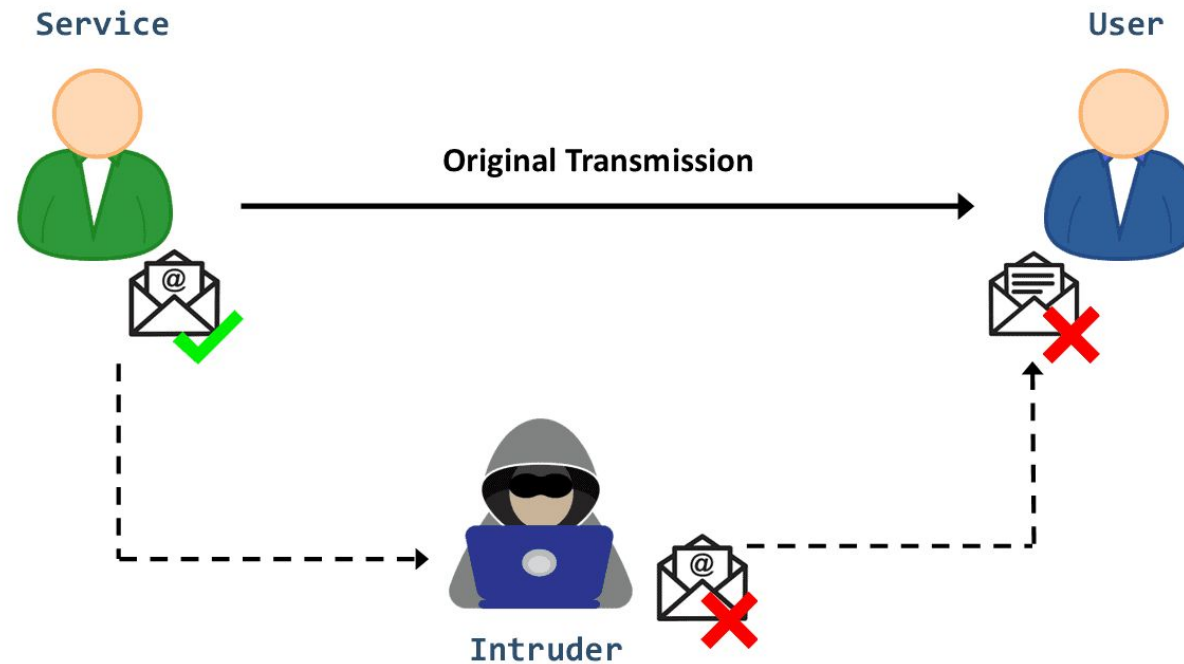 Service
User
Original Transmission
@
@
Intruder